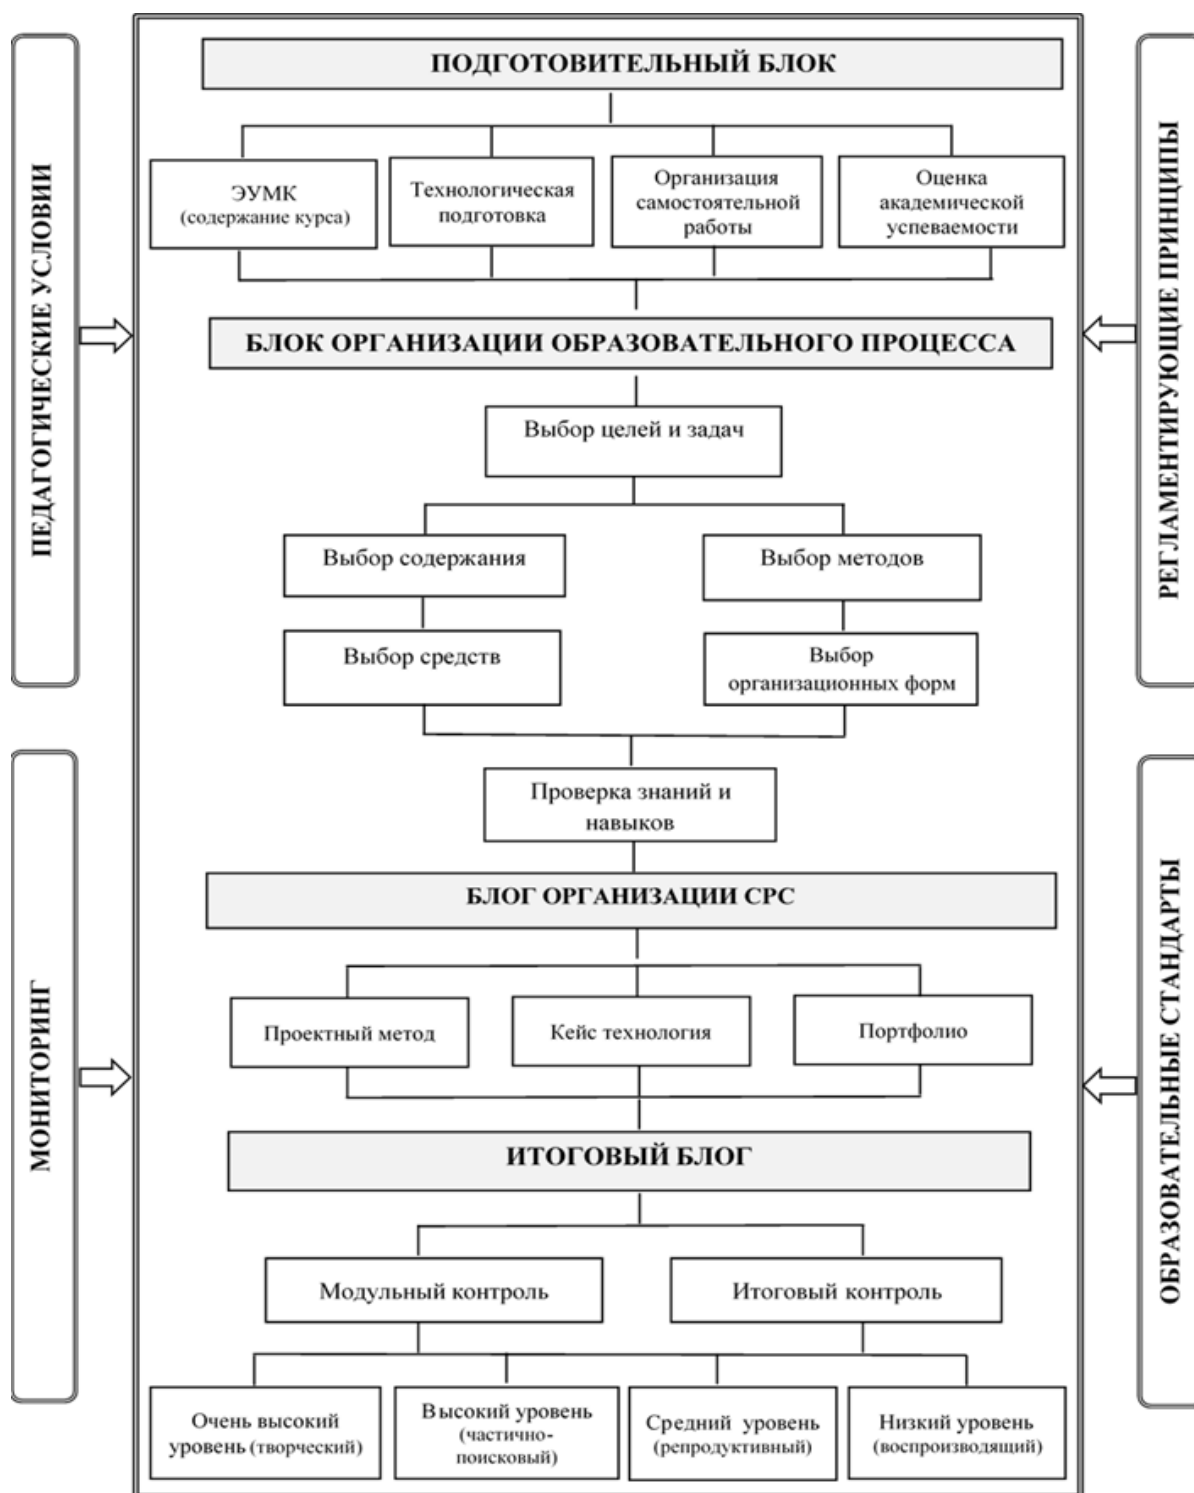 ПОДГОТОВИТЕЛЬНЫЙ БЛОК
ЭУМК
(содержание курса)
Технологическая
подготовка
Организация
самостоятельной
работы
Оценка
академической
успеваемости
БЛОК ОРГАНИЗАЦИИ ОБРАЗОВАТЕЛЬНОГО ПРОЦЕССА
Выбор целей и задач
Выбор содержания
Выбор методов
Выбор средств
Выбор
организационных форм
Проверка знаний и
навыков
БЛОГ ОРГАНИЗАЦИИ СРС
Проектный метод
Кейс технология
Портфолио
ИТОГОВЫЙ БЛОГ
Модульный контроль
Итоговый контроль
Очень высокий
уровень (творческий)
Высокий уровень
(частично-
поисковый)
Средний уровень
(репродуктивный)
Низкий уровень
(воспроизводящий)
ПЕДАГОГИЧЕСКИЕ УСЛОВИИ
МОНИТОРИНГ
РЕГЛАМЕНТИРУЮЩИЕ ПРИНЦИПЫ
ОБРАЗОВАТЕЛЬНЫЕ СТАНДАРТЫ